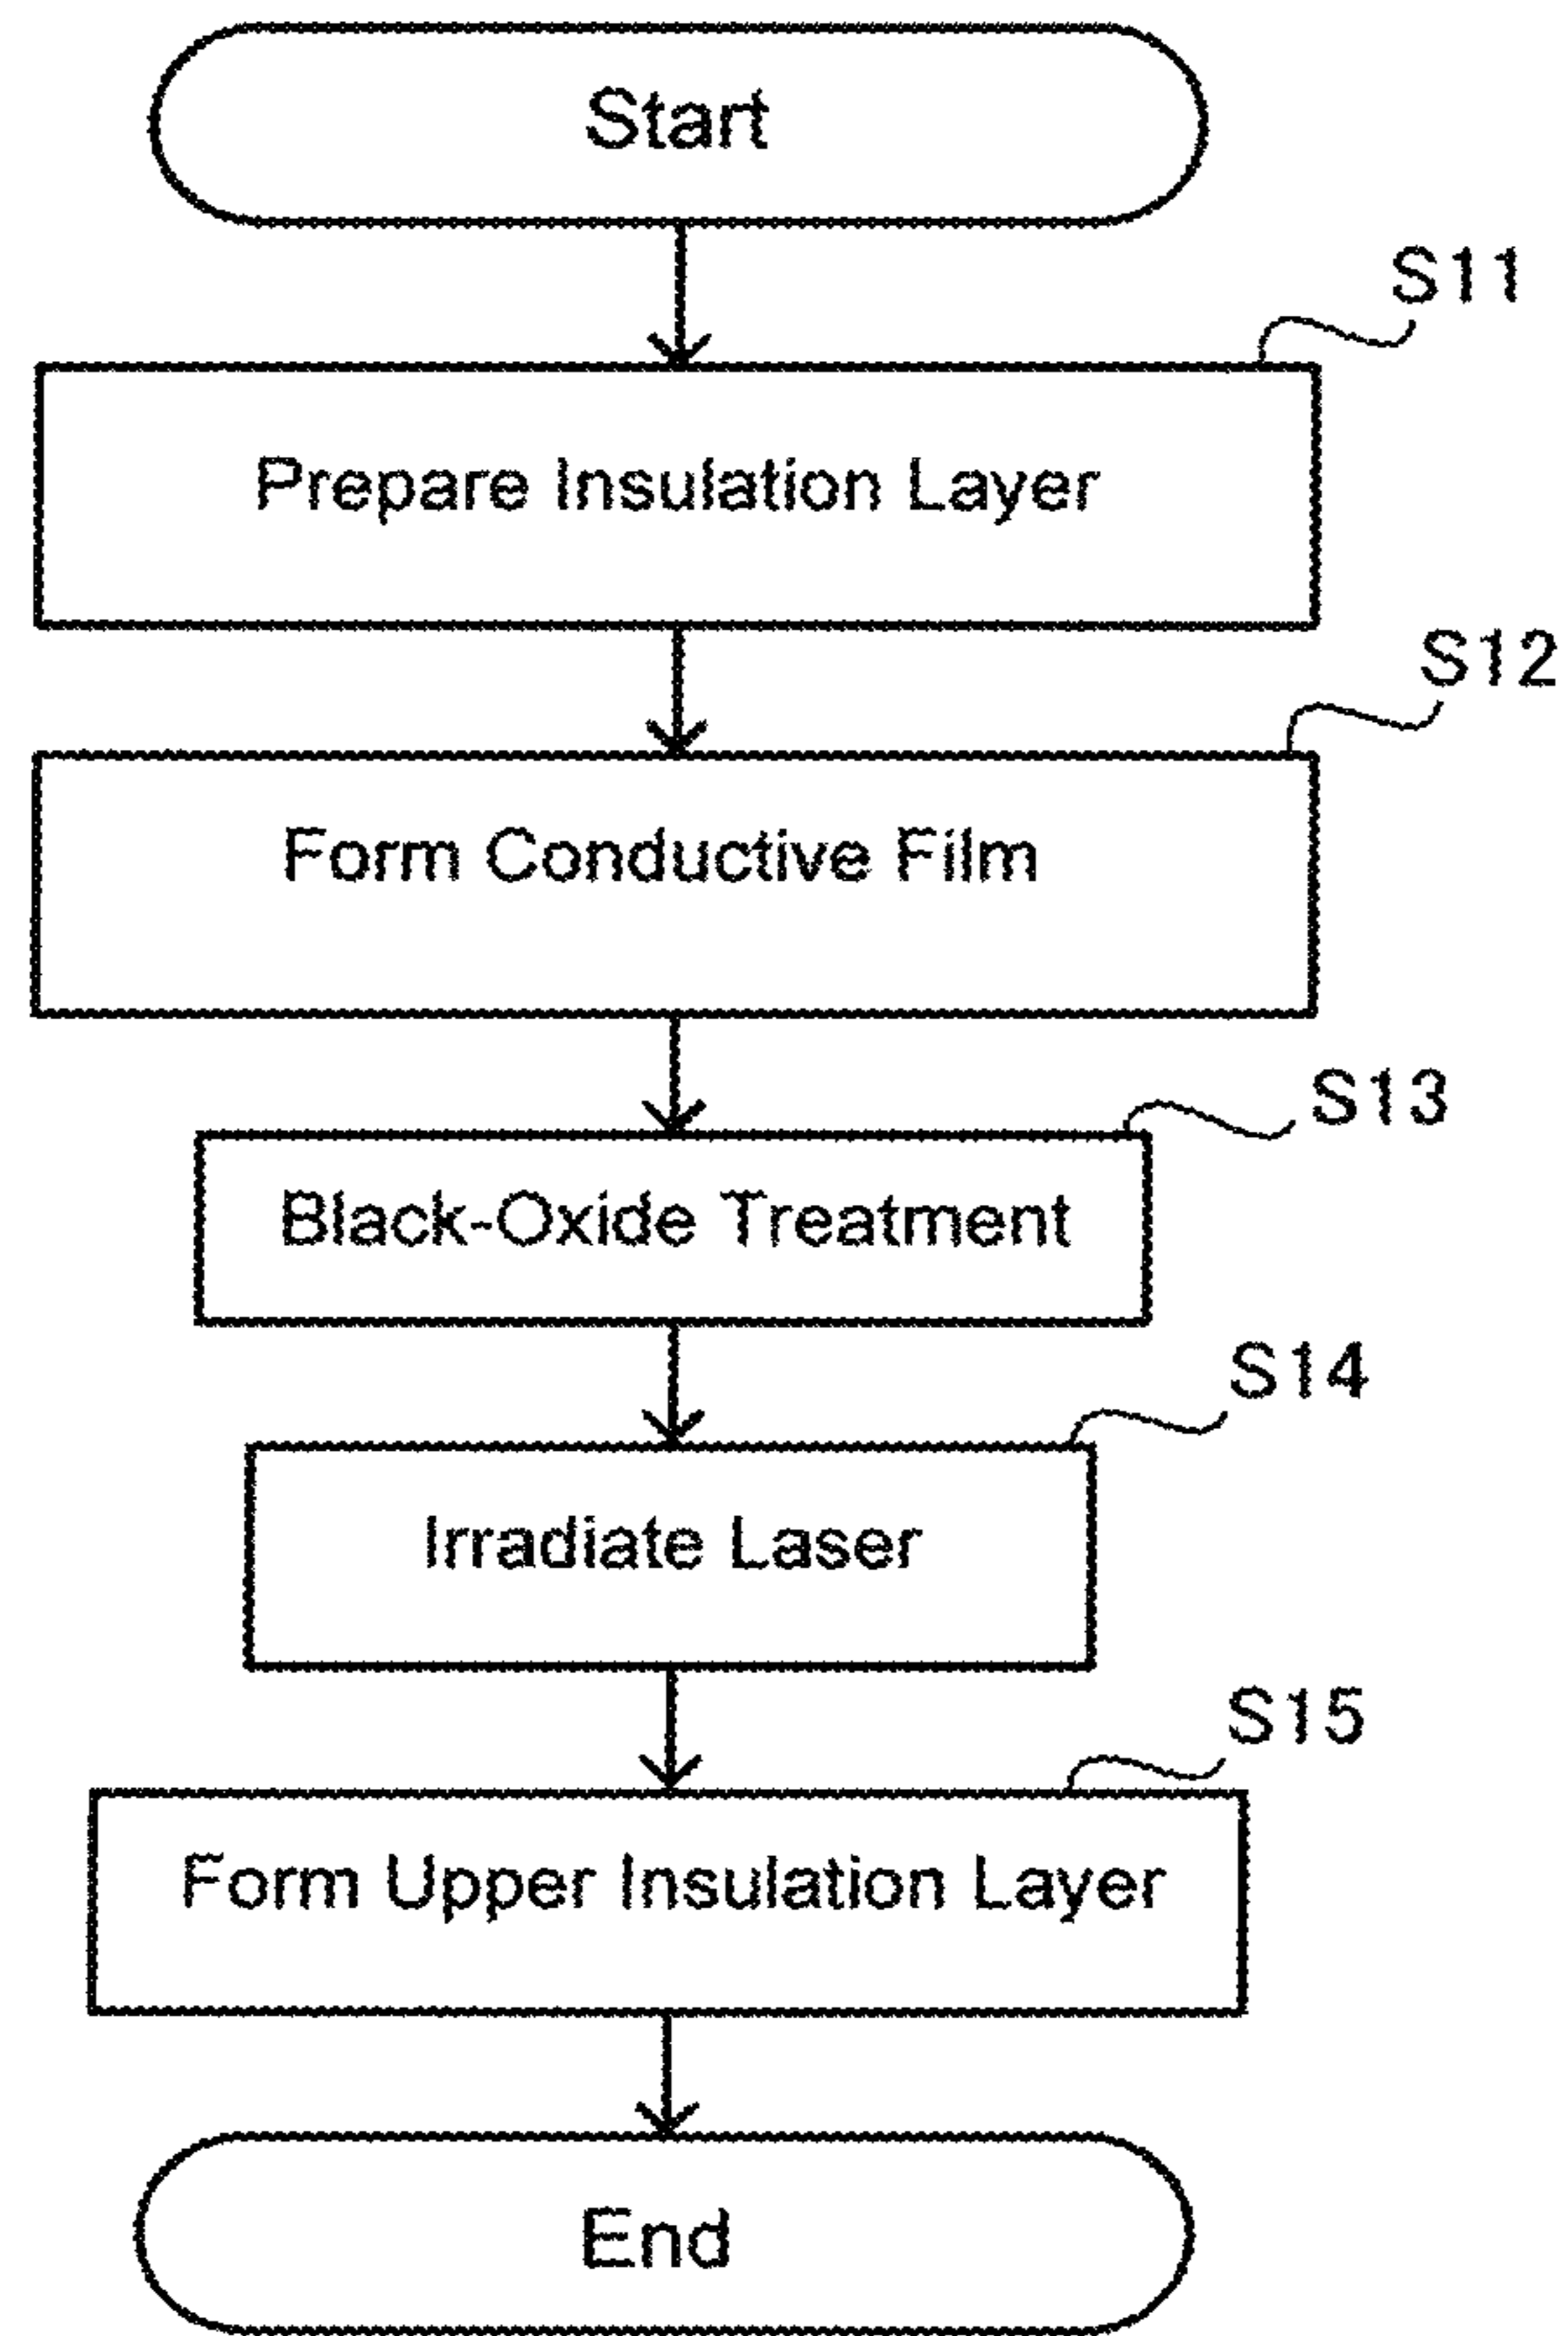 Start
S11
Prepare Insulation Layer
S12
Form Conductive Film
S13
Black-Oxide Treatment
S14
Irradiate Laser
S15
Form Upper Insulation Layer
End